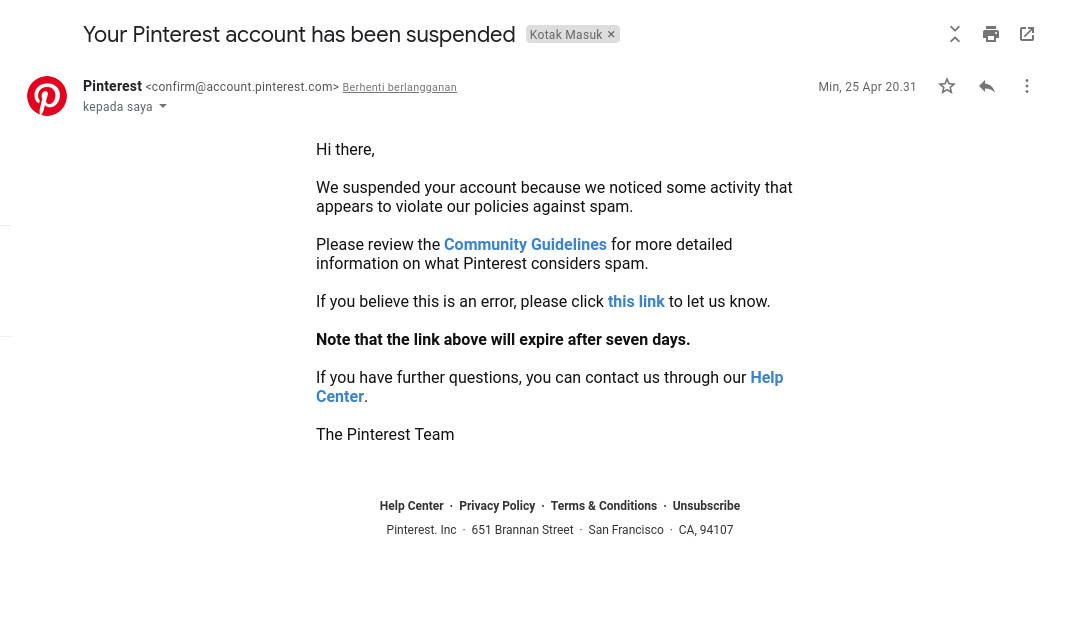 Your Pinterest account has been suspended Kotak Masuk ×
Pinterest <confirm@account.pinterest.com> Berhenti berlangganan Min, 25 Apr 20.31
kepada saya
Hi there,
We suspended your account because we noticed some activity that
appears to violate our policies against spam.
Please review the Community Guidelines for more detailed
information on what Pinterest considers spam.
If you believe this is an error, please click this link to let us know.
Note that the link above will expire after seven days.
If you have further questions, you can contact us through our Help
Center.
The Pinterest Team
Help Center · Privacy Policy · Terms & Conditions · Unsubscribe
Pinterest. Inc · 651 Brannan Street · San Francisco · CA, 94107